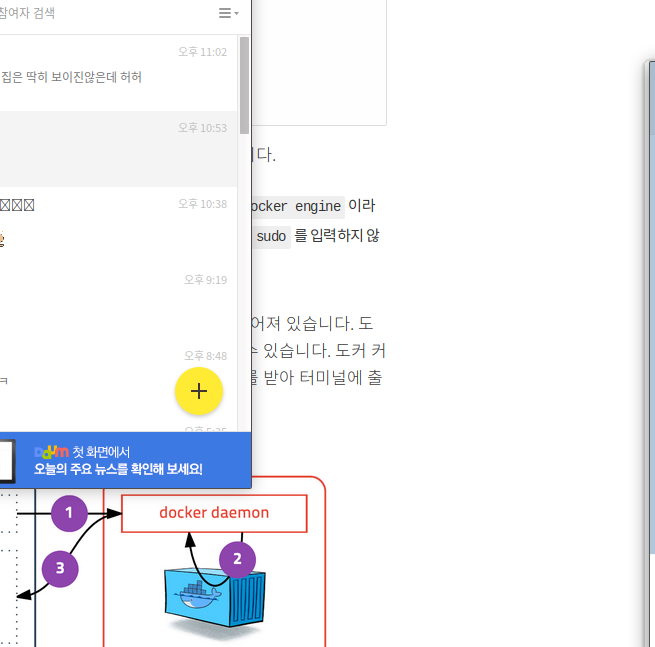 참여자 검색
오후 11:02
집은 딱히 보이진않은데 허허
오후 10:53
오후 10:38
오후 9:19
오후 8:48
ㅋ
첫 화면에서
오늘의 주요 뉴스를 확인해 보세요!
다.
ocker engine 이라
sudo 를 입력하지 않
어져 있습니다. 도
있습니다. 도커 커
를 받아 터미널에 출
1
docker daemon
2
3